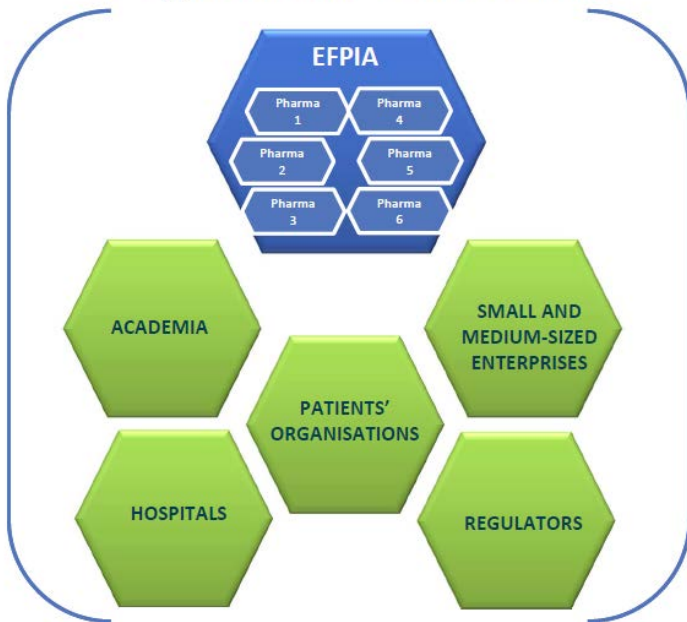 EFPIA
Pharma
1
Pharma
4
Pharma
2
Pharma
5
Pharma
3
Pharma
6
ACADEMIA
SMALL AND
MEDIUM-SIZED
ENTERPRISES
PATIENTS'
ORGANISATIONS
HOSPITALS
REGULATORS